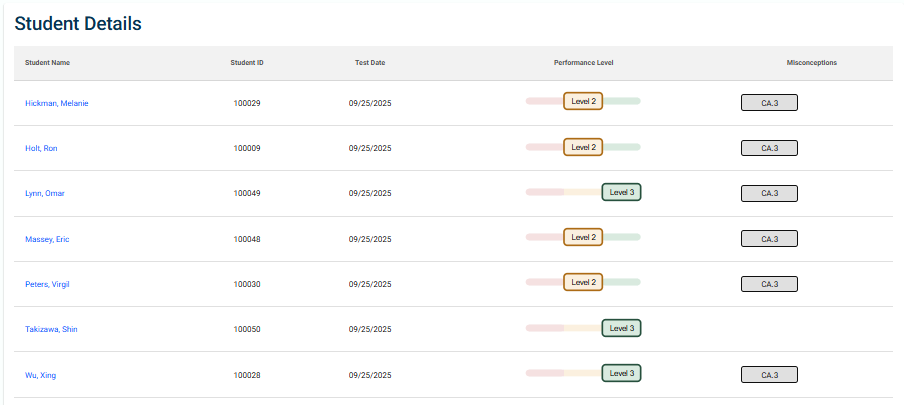 Student Details
Student Name Student ID Test Date Performance Level Misconceptions
Hickman, Melanie 100029 09/25/2025 Level 2 CA.3
Holt, Ron 100009 09/25/2025 Level 2 CA.3
Lynn, Omar 100049 09/25/2025 Level 3 CA.3
Massey, Eric 100048 09/25/2025 Level 2 CA.3
Peters, Virgil 100030 09/25/2025 Level 2 CA.3
Takizawa, Shin 100050 09/25/2025 Level 3
Wu, Xing 100028 09/25/2025 Level 3 CA.3